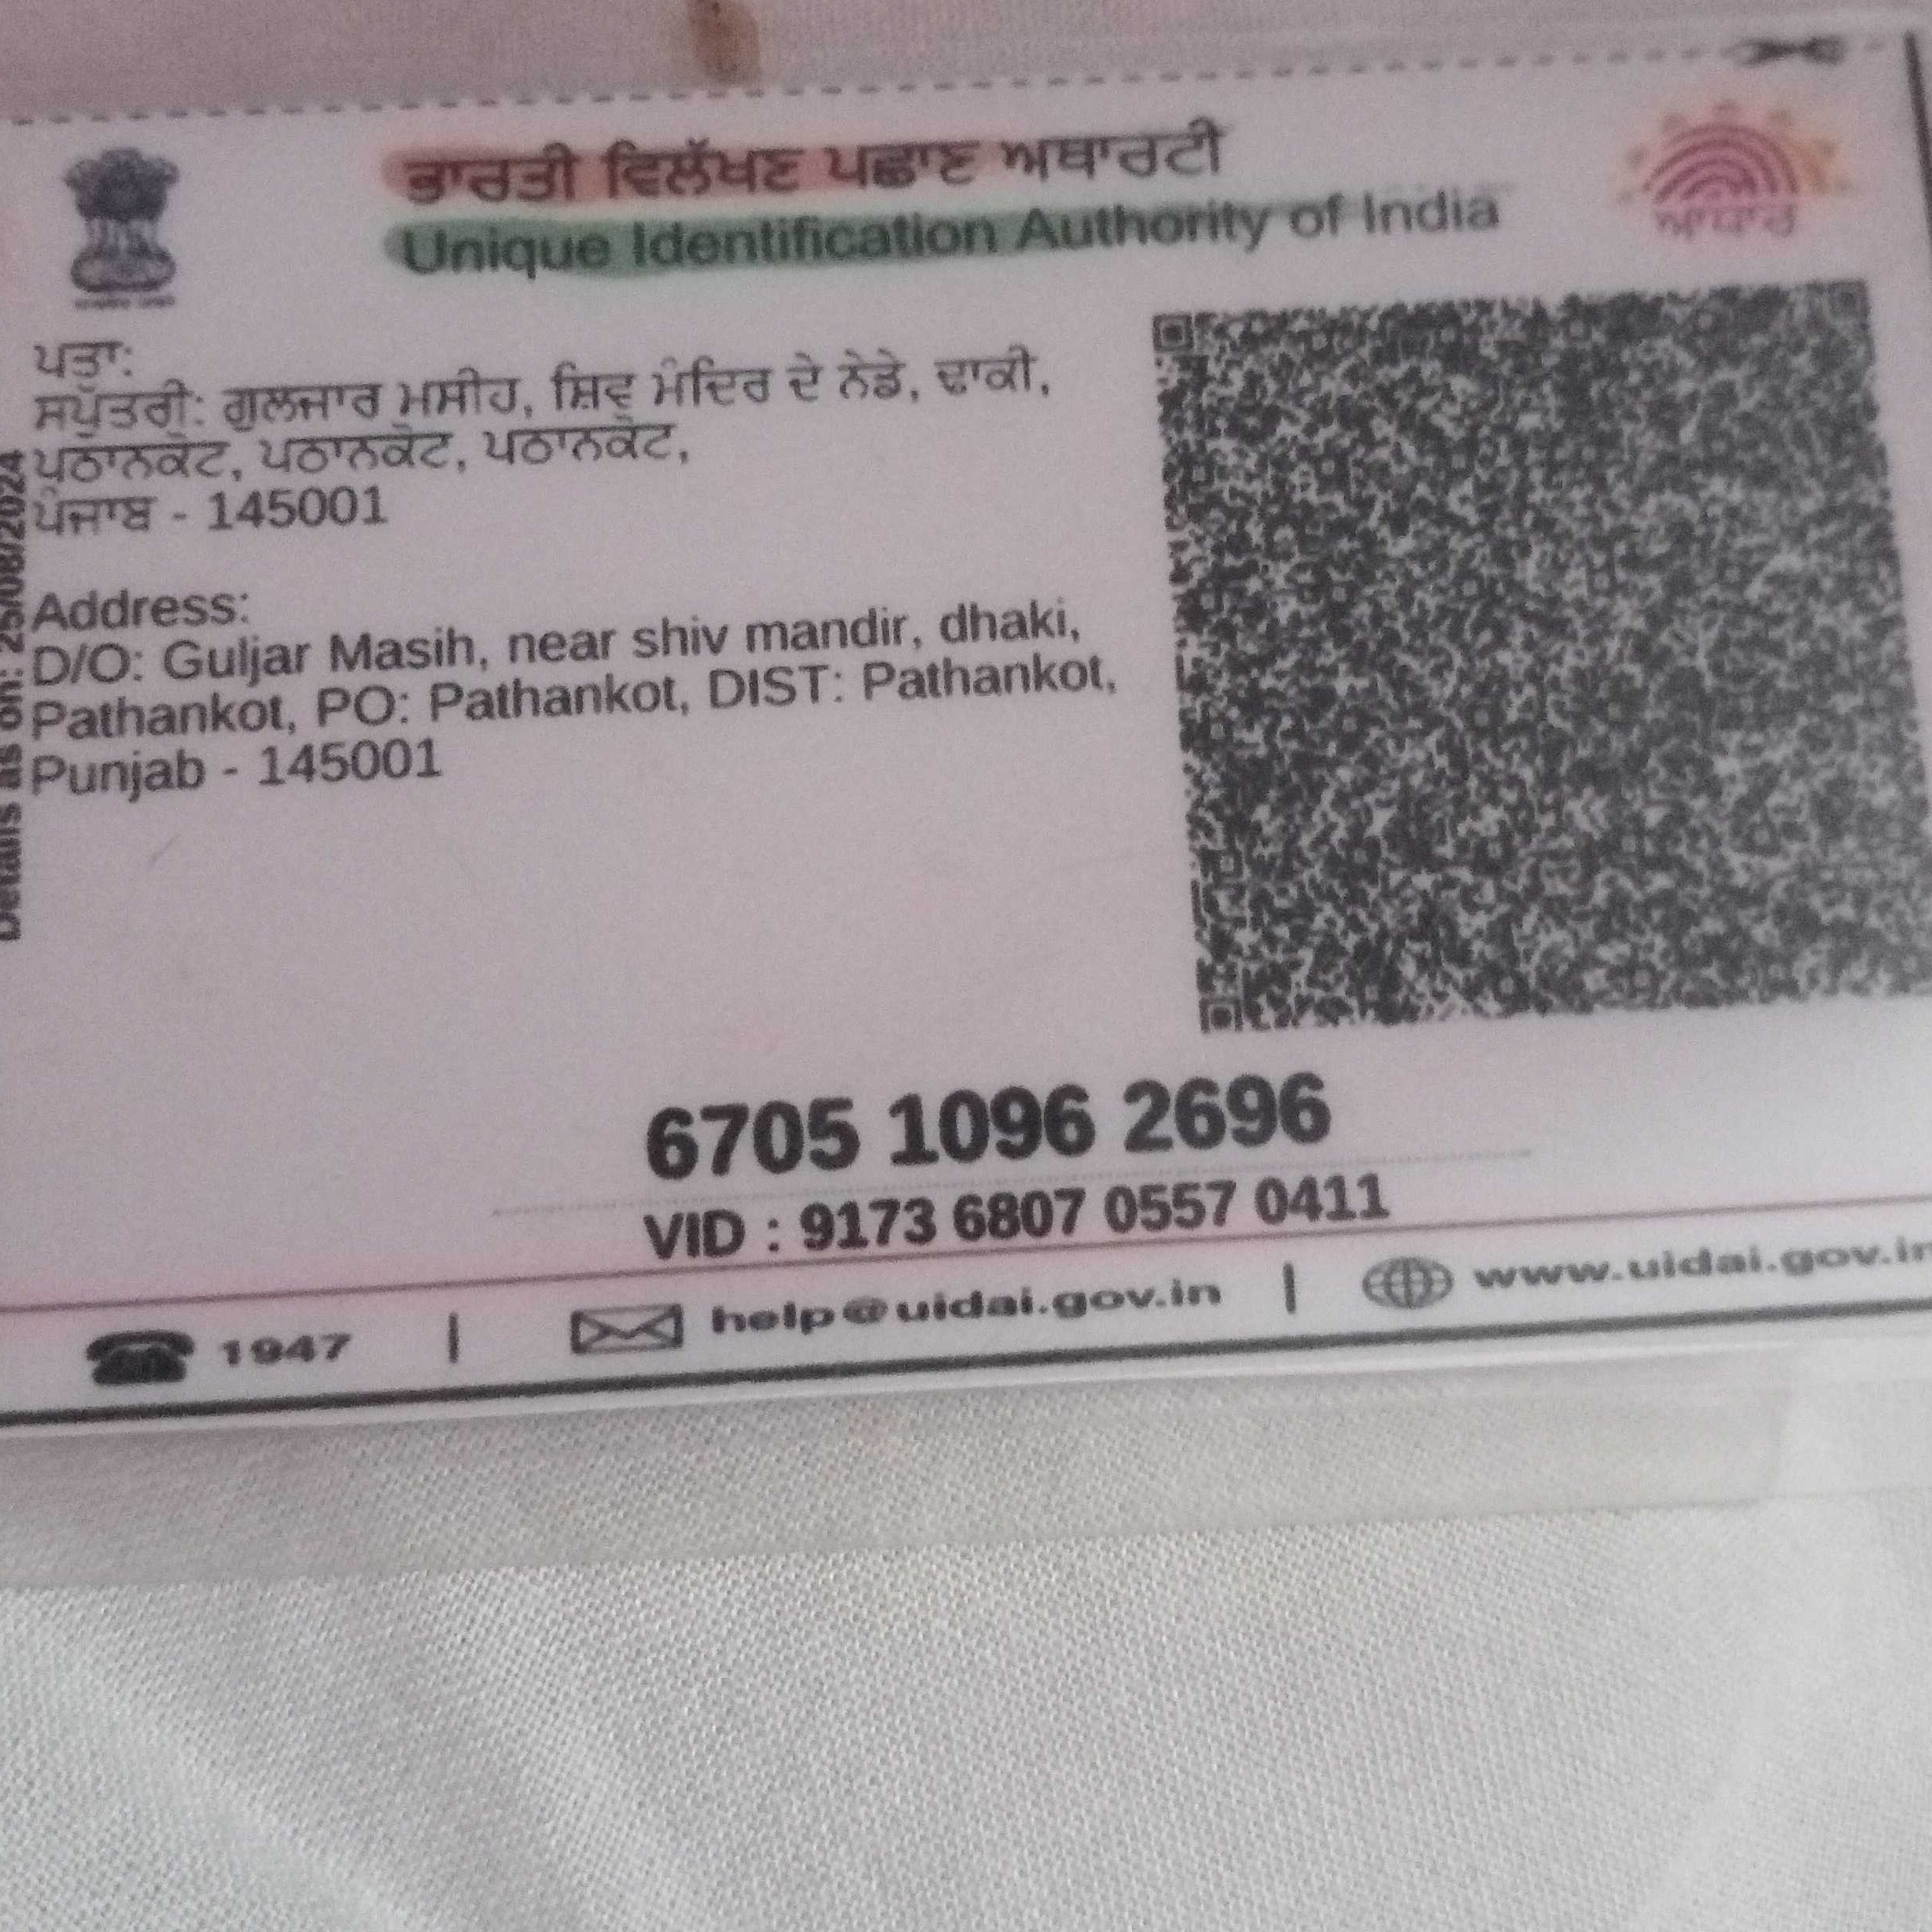 ਭਾਰਤੀ ਵਿਲੱਖਣ ਪਛਾਣ ਅਥਾਰਟੀ
Unique Identification Authority of India
ਆਧਾਰ
ਪਤਾ:
ਸਪੁੱਤਰੀ: ਗੁਲਜਾਰ ਮਸੀਹ, ਸ਼ਿਵ ਮੰਦਿਰ ਦੇ ਨੇਡੇ, ਢਾਕੀ,
ਪਠਾਨਕੋਟ, ਪਠਾਨਕੋਟ, ਪਠਾਨਕੋਟ,
ਪੰਜਾਬ - 145001
Address:
D/O: Guljar Masih, near shiv mandir, dhaki,
Pathankot, PO: Pathankot, DIST: Pathankot,
Punjab - 145001
Details as on: 25/08/2024
6705 1096 2696
VID : 9173 6807 0557 0411
1947 | help@uidai.gov.in | www.uidai.gov.in